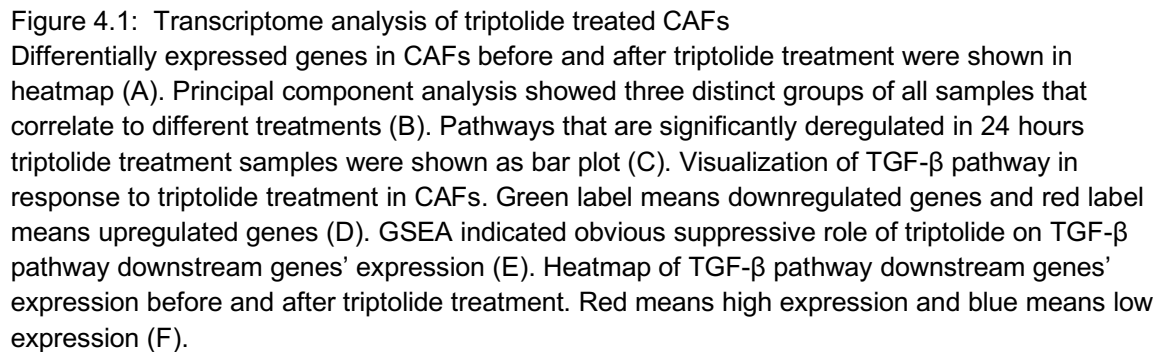 Figure 4.1:  Transcriptome analysis of triptolide treated CAFs
Differentially expressed genes in CAFs before and after triptolide treatment were shown in
heatmap (A). Principal component analysis showed three distinct groups of all samples that
correlate to different treatments (B). Pathways that are significantly deregulated in 24 hours
triptolide treatment samples were shown as bar plot (C). Visualization of TGF-β pathway in
response to triptolide treatment in CAFs. Green label means downregulated genes and red label
means upregulated genes (D). GSEA indicated obvious suppressive role of triptolide on TGF-β
pathway downstream genes’ expression (E). Heatmap of TGF-β pathway downstream genes’
expression before and after triptolide treatment. Red means high expression and blue means low
expression (F).